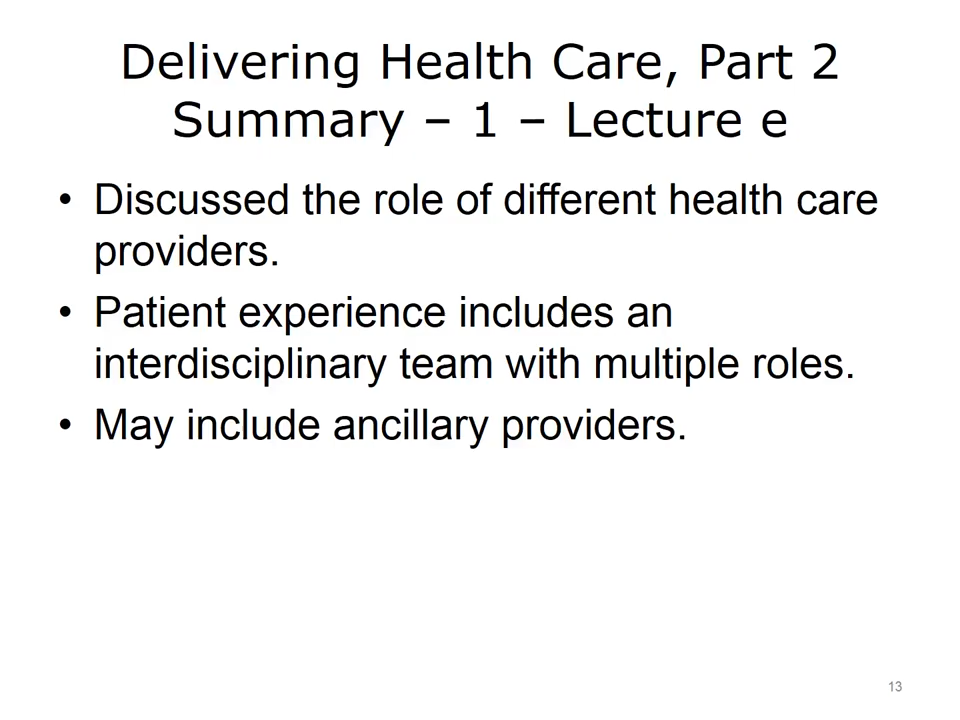 Delivering Health Care, Part 2
Summary – 1 – Lecture e
• Discussed the role of different health care
providers.
• Patient experience includes an
interdisciplinary team with multiple roles.
• May include ancillary providers.
13